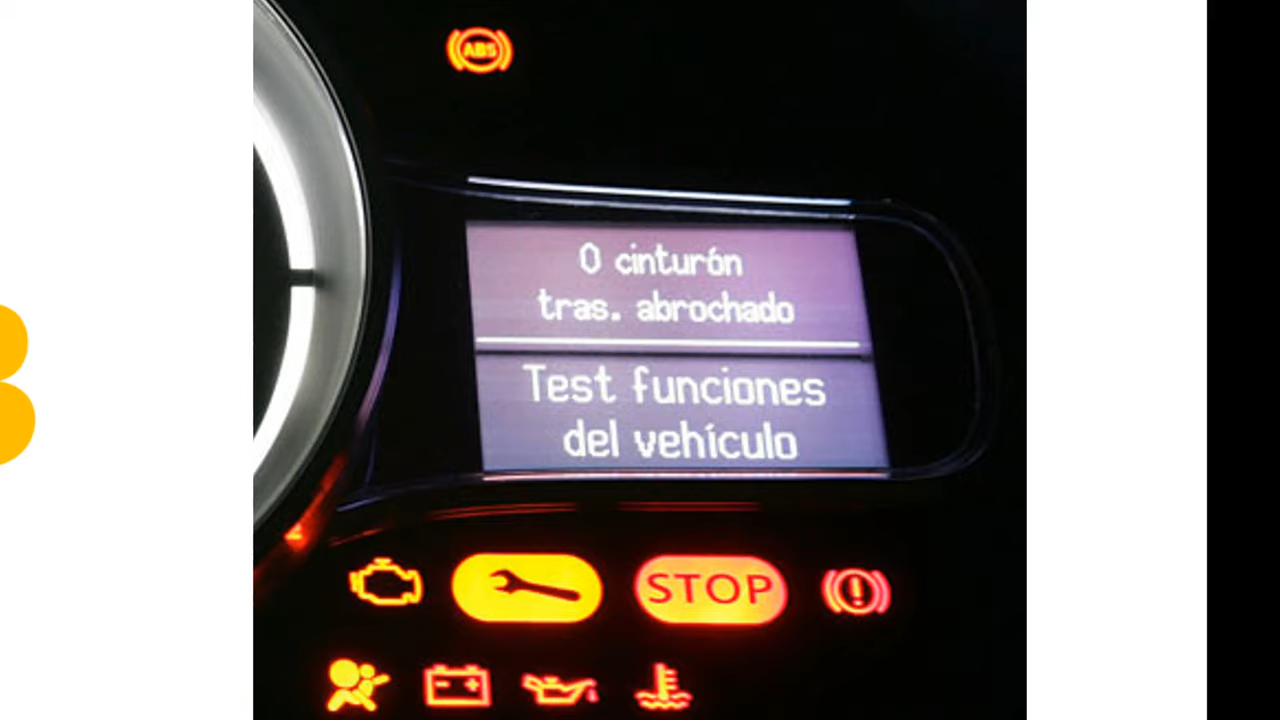 ABS
0 cinturón
tras. abrochado
Test funciones
del vehículo
STOP